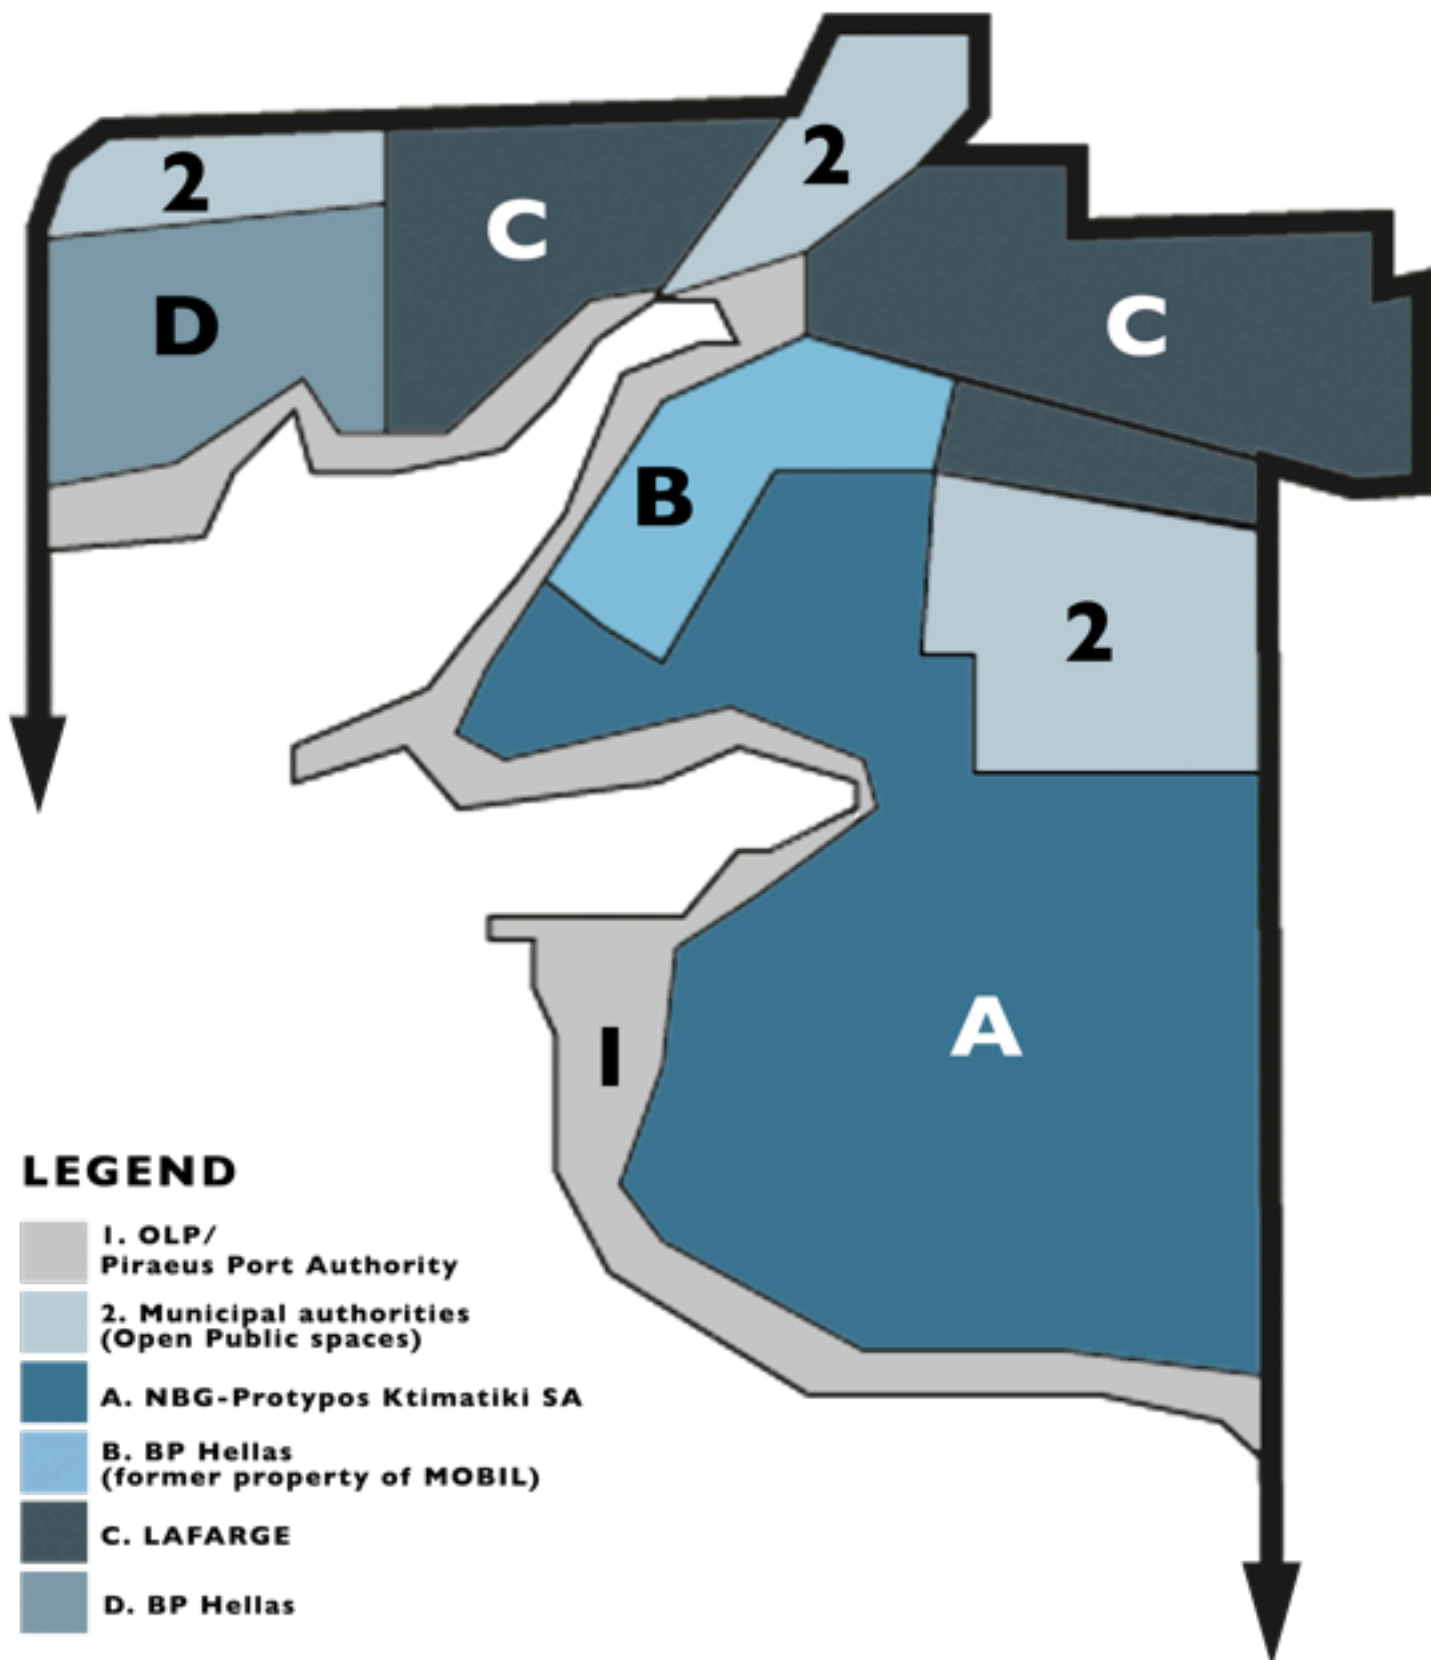 2
2
C
D
C
B
2
A
I
LEGEND
1. OLP/
Piraeus Port Authority
2. Municipal authorities
(Open Public spaces)
A. NBG-Protypos Ktimatiki SA
B. BP Hellas
(former property of MOBIL)
C. LAFARGE
D. BP Hellas